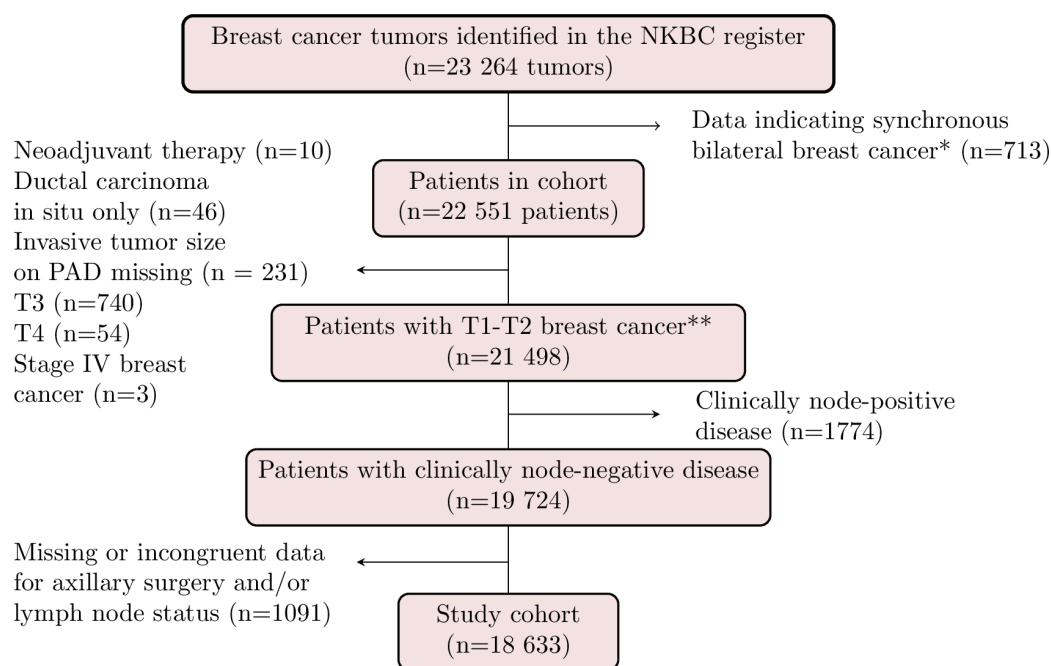 Breast cancer tumors identified in the NKBC register
(n=23 264 tumors)
Data indicating synchronous
bilateral breast cancer* (n=713)
Patients in cohort
(n=22 551 patients)
Neoadjuvant therapy (n=10)
Ductal carcinoma
in situ only (n=46)
Invasive tumor size
on PAD missing (n = 231)
T3 (n=740)
T4 (n=54)
Stage IV breast
cancer (n=3)
Patients with T1-T2 breast cancer**
(n=21 498)
Clinically node-positive
disease (n=1774)
Patients with clinically node-negative disease
(n=19 724)
Missing or incongruent data
for axillary surgery and/or
lymph node status (n=1091)
Study cohort
(n=18 633)